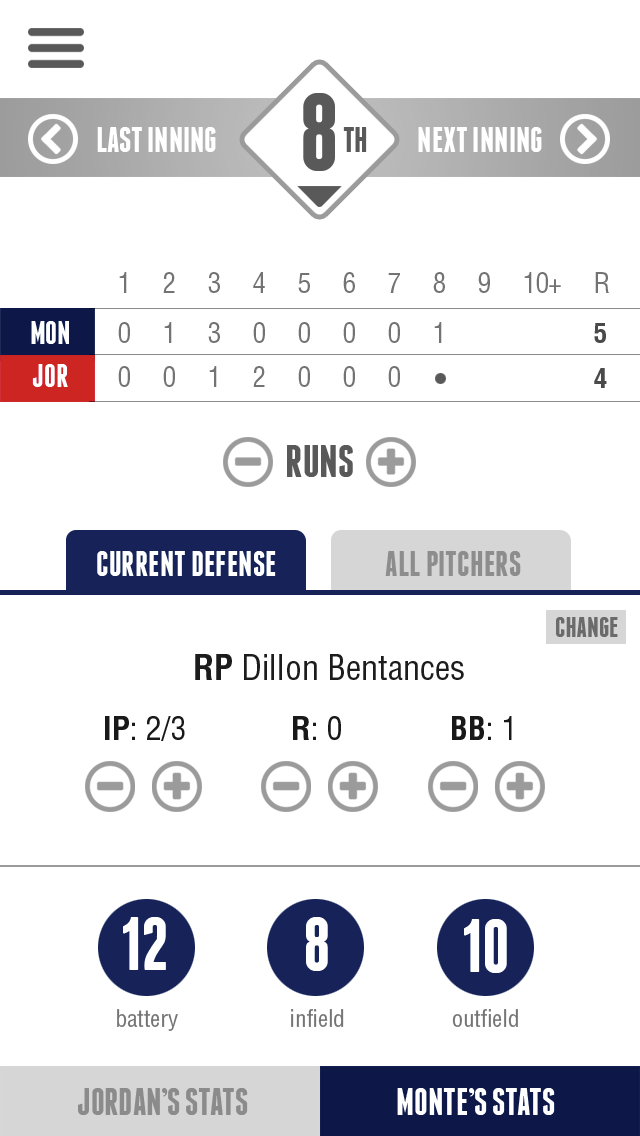 8TH
LAST INNING
NEXT INNING
1 2 3 4 5 6 7 8 9 10+ R
MON 0 1 3 0 0 0 0 1 5
JOR 0 0 1 2 0 0 0 • 4
RUNS
CURRENT DEFENSE
ALL PITCHERS
CHANGE
RP Dillon Bentances
IP: 2/3 R: 0 BB: 1
12 8 10
battery infield outfield
JORDAN'S STATS
MONTE'S STATS